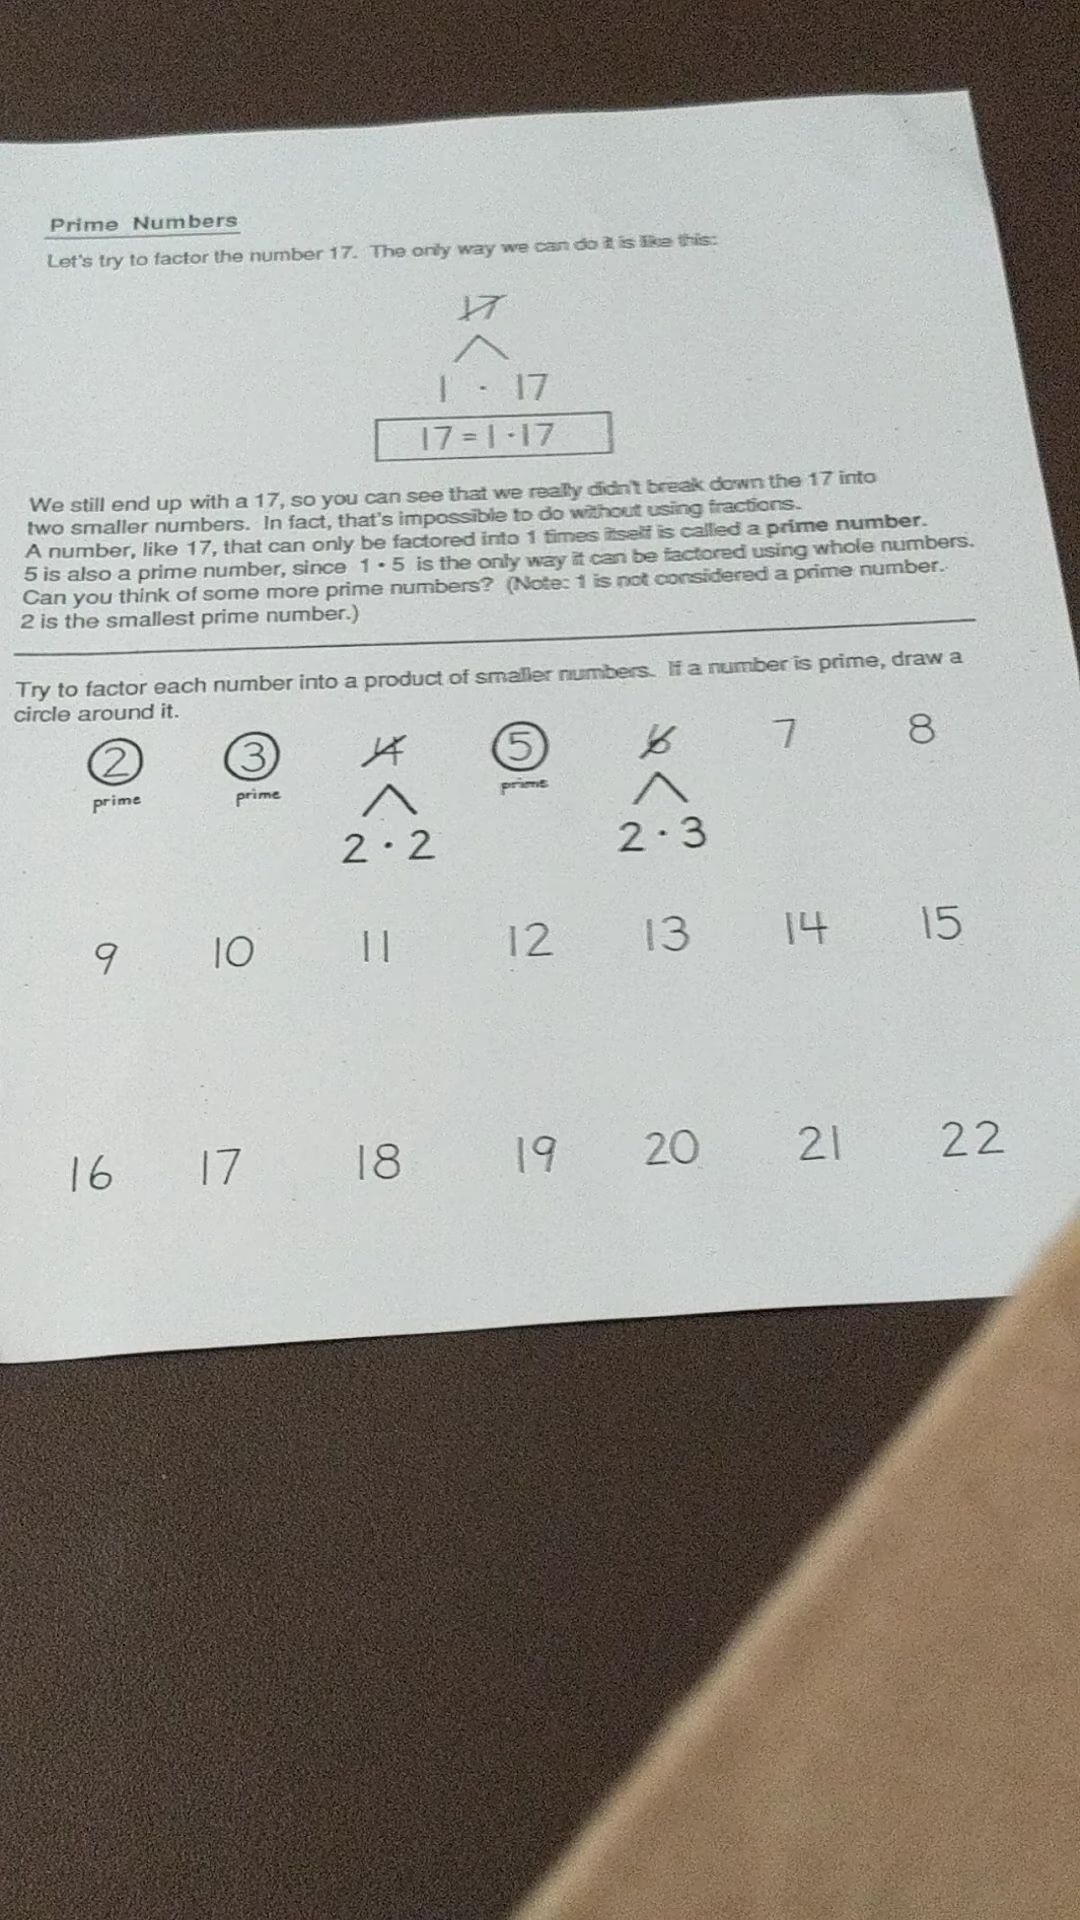 Prime Numbers
Let's try to factor the number 17. The only way we can do it is like this:
17
1 · 17
17 = 1 · 17
We still end up with a 17, so you can see that we really didn't break down the 17 into
two smaller numbers. In fact, that's impossible to do without using fractions.
A number, like 17, that can only be factored into 1 times itself is called a prime number.
5 is also a prime number, since 1 • 5 is the only way it can be factored using whole numbers.
Can you think of some more prime numbers? (Note: 1 is not considered a prime number.
2 is the smallest prime number.)
Try to factor each number into a product of smaller numbers. If a number is prime, draw a
circle around it.
2 3 4 5 6 7 8
prime prime prime
2 · 2 2 · 3
9 10 11 12 13 14 15
16 17 18 19 20 21 22